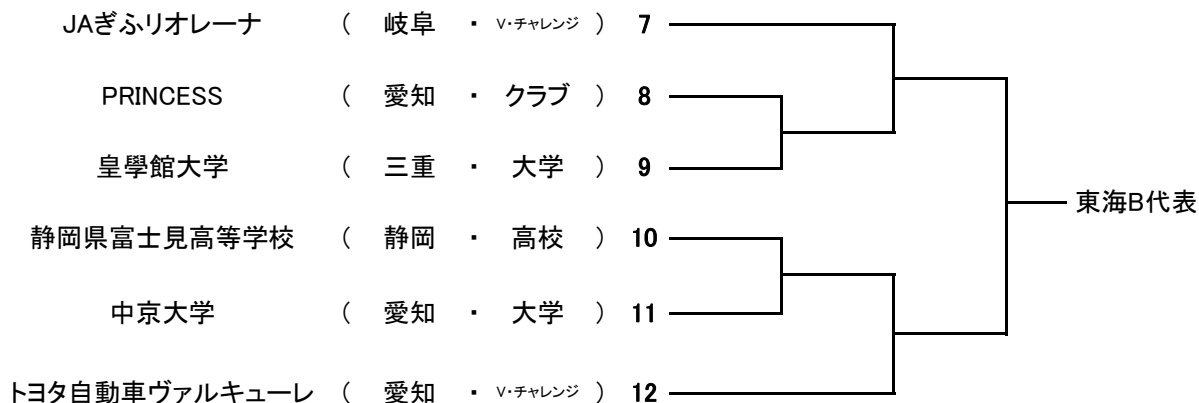 JAぎふリオレーナ ( 岐阜 ・ V・チャレンジ ) 7
PRINCESS ( 愛知 ・ クラブ ) 8
皇學館大学 ( 三重 ・ 大学 ) 9
東海B代表
静岡県富士見高等学校 ( 静岡 ・ 高校 ) 10
中京大学 ( 愛知 ・ 大学 ) 11
トヨタ自動車ヴァルキューレ ( 愛知 ・ V・チャレンジ ) 12